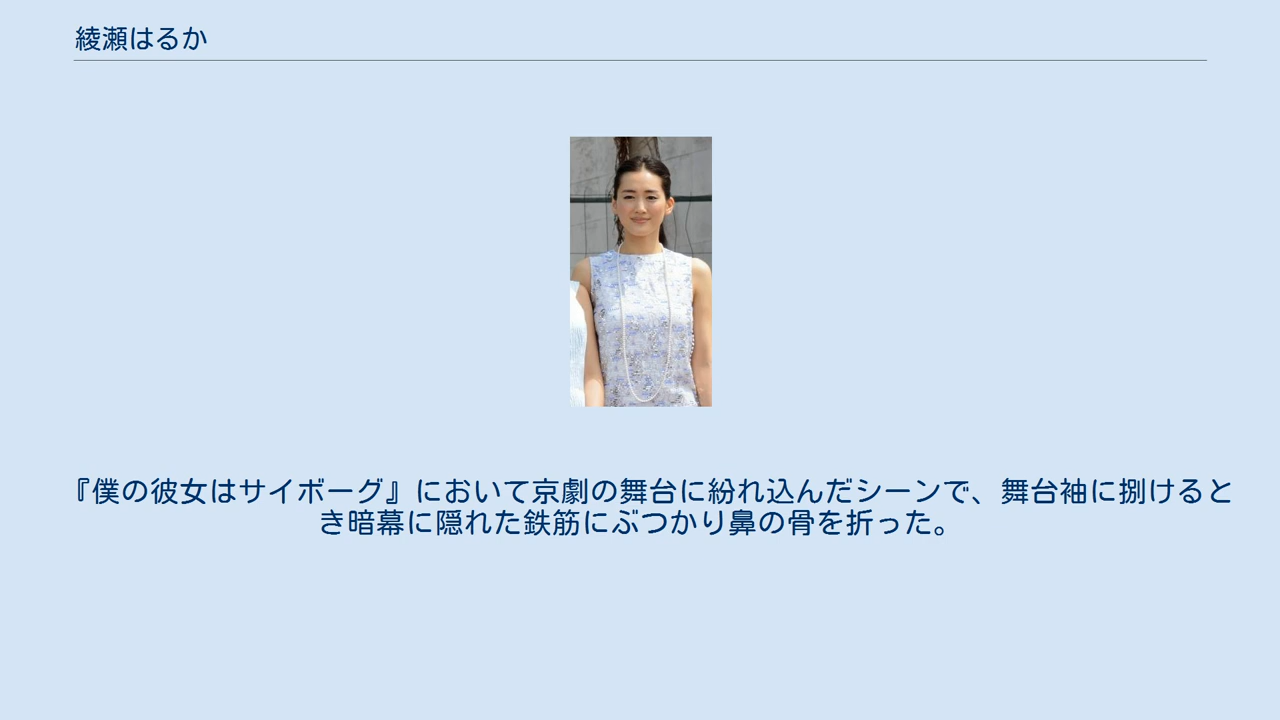 綾瀬はるか
『僕の彼女はサイボーグ』において京劇の舞台に紛れ込んだシーンで、舞台袖に捌けると
き暗幕に隠れた鉄筋にぶつかり鼻の骨を折った。